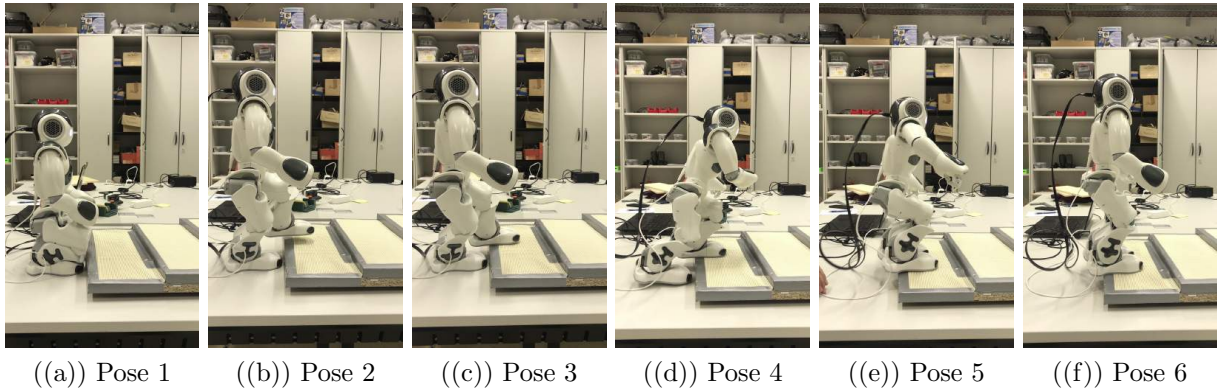 ((a)) Pose 1
((b)) Pose 2
((c)) Pose 3
((d)) Pose 4
((e)) Pose 5
((f)) Pose 6